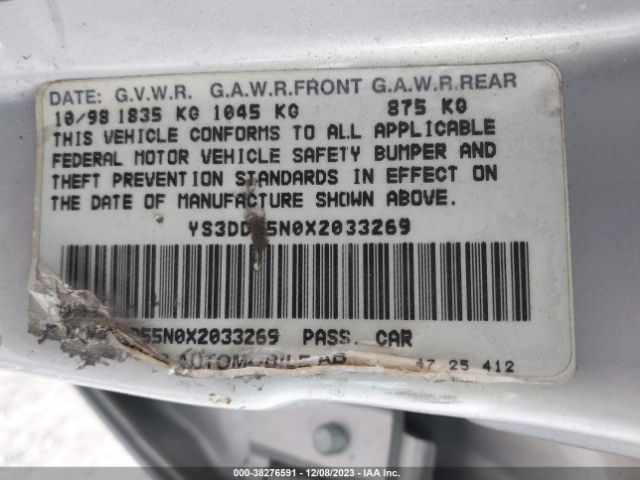 DATE: G.V.W.R. G.A.W.R.FRONT G.A.W.R.REAR
10/98 1835 KG 1045 KG 875 KG
THIS VEHICLE CONFORMS TO ALL APPLICABLE
FEDERAL MOTOR VEHICLE SAFETY BUMPER AND
THEFT PREVENTION STANDARDS IN EFFECT ON
THE DATE OF MANUFACTURE SHOWN ABOVE.
YS3DD55N0X2033269
D55N0X2033269 PASS. CAR
AUTOMOBILE AB 47 25 412
000-38276591 - 12/08/2023 - IAA Inc.